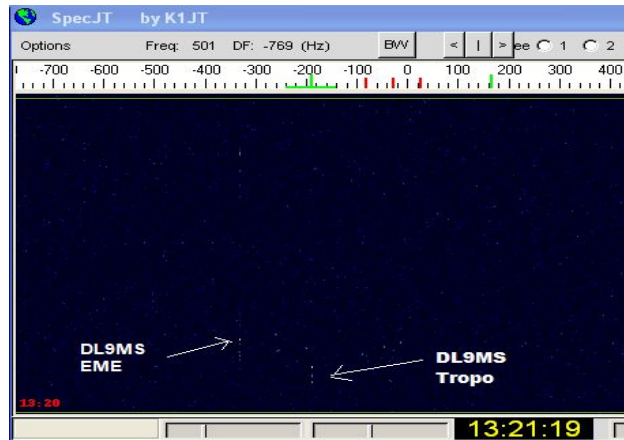 SpecJT by K1JT
Options Freq: 501 DF: -769 (Hz) BW < | > ee 1 2
-700 -600 -500 -400 -300 -200 -100 0 100 200 300 400
DL9MS
EME
DL9MS
Tropo
13:20
13:21:19